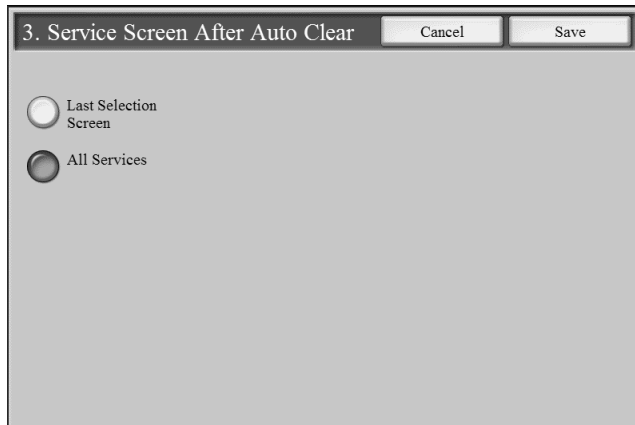 3. Service Screen After Auto Clear
Cancel
Save
Last Selection
Screen
All Services